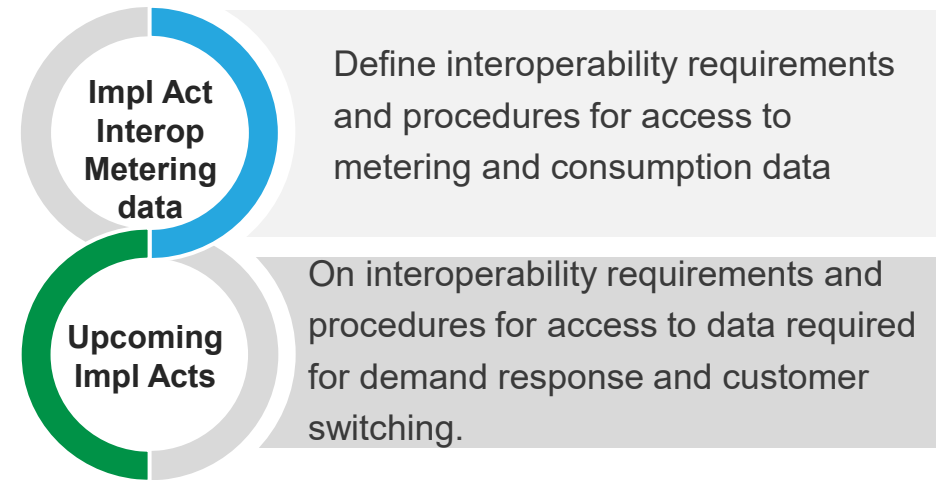 Impl Act
Interop
Metering
data
Define interoperability requirements
and procedures for access to
metering and consumption data
Upcoming
Impl Acts
On interoperability requirements and
procedures for access to data required
for demand response and customer
switching.